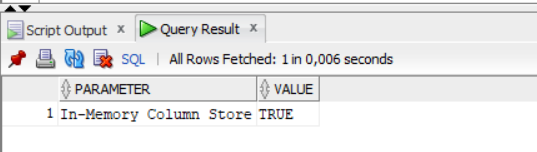 Script Output x Query Result x
SQL | All Rows Fetched: 1 in 0,006 seconds
PARAMETER VALUE
1 In-Memory Column Store TRUE